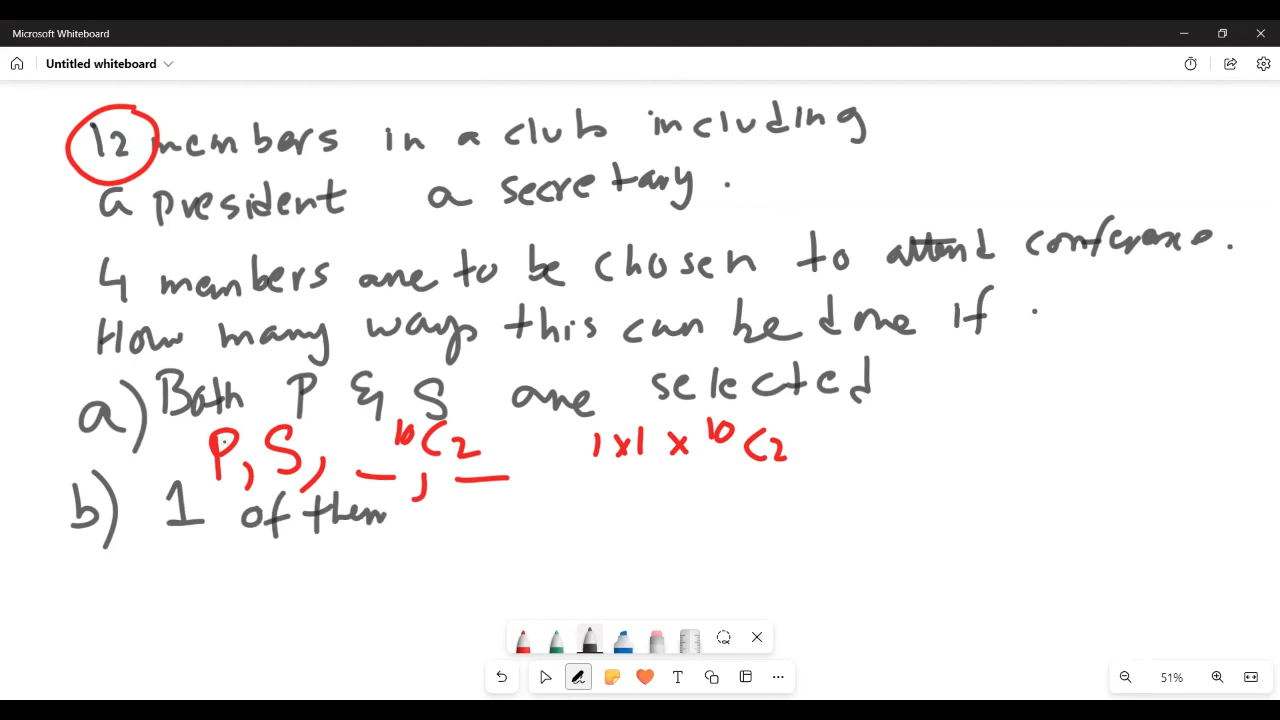 Microsoft Whiteboard
Untitled whiteboard
12 members in a club including
a president a secretary.
4 members are to be chosen to attend conference.
How many ways this can be done if
a) Both P & S are selected
P, S, __, __ 10C2 1x1 x 10C2
b) 1 of them
51%